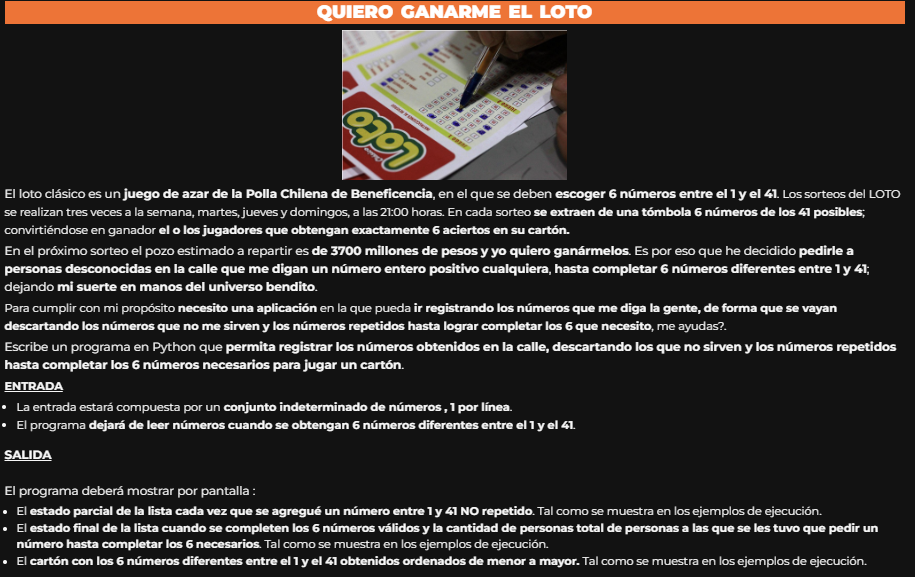 QUIERO GANARME EL LOTO
Loto
El loto clásico es un juego de azar de la Polla Chilena de Beneficencia, en el que se deben escoger 6 números entre el 1 y el 41. Los sorteos del LOTO
se realizan tres veces a la semana, martes, jueves y domingos, a las 21:00 horas. En cada sorteo se extraen de una tómbola 6 números de los 41 posibles;
convirtiéndose en ganador el o los jugadores que obtengan exactamente 6 aciertos en su cartón.
En el próximo sorteo el pozo estimado a repartir es de 3700 millones de pesos y yo quiero ganármelos. Es por eso que he decidido pedirle a
personas desconocidas en la calle que me digan un número entero positivo cualquiera, hasta completar 6 números diferentes entre 1 y 41;
dejando mi suerte en manos del universo bendito.
Para cumplir con mi propósito necesito una aplicación en la que pueda ir registrando los números que me diga la gente, de forma que se vayan
descartando los números que no me sirven y los números repetidos hasta lograr completar los 6 que necesito, me ayudas?.
Escribe un programa en Python que permita registrar los números obtenidos en la calle, descartando los que no sirven y los números repetidos
hasta completar los 6 números necesarios para jugar un cartón.
ENTRADA
• La entrada estará compuesta por un conjunto indeterminado de números , 1 por línea.
• El programa dejará de leer números cuando se obtengan 6 números diferentes entre el 1 y el 41.
SALIDA
El programa deberá mostrar por pantalla :
• El estado parcial de la lista cada vez que se agregué un número entre 1 y 41 NO repetido. Tal como se muestra en los ejemplos de ejecución.
• El estado final de la lista cuando se completen los 6 números válidos y la cantidad de personas total de personas a las que se les tuvo que pedir un
número hasta completar los 6 necesarios. Tal como se muestra en los ejemplos de ejecución.
• El cartón con los 6 números diferentes entre el 1 y el 41 obtenidos ordenados de menor a mayor. Tal como se muestra en los ejemplos de ejecución.